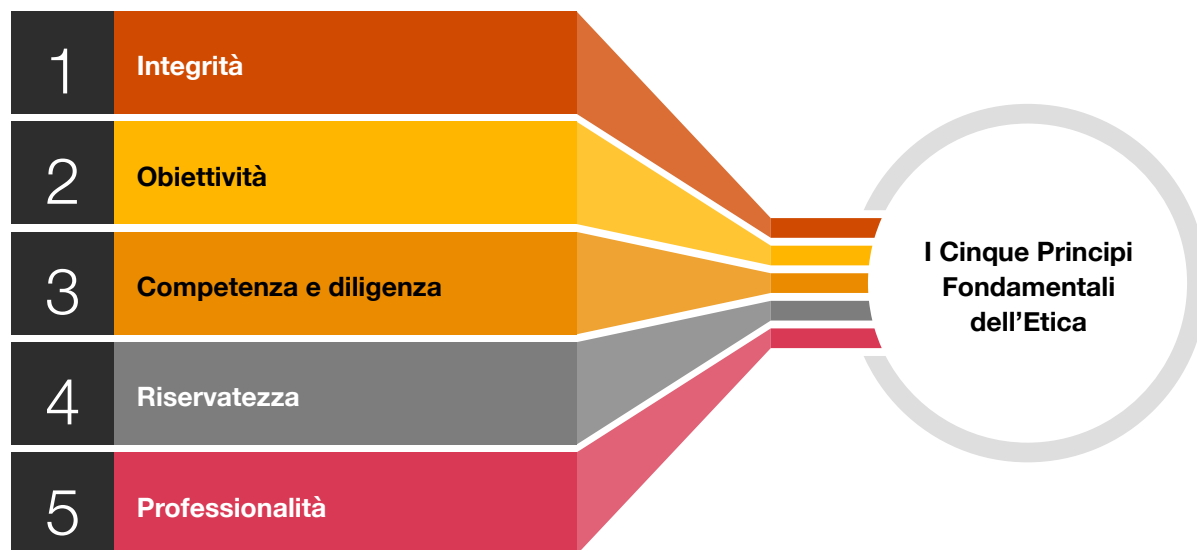 1
Integrità
2
Obiettività
3
Competenza e diligenza
4
Riservatezza
5
Professionalità
I Cinque Principi
Fondamentali
dell’Etica